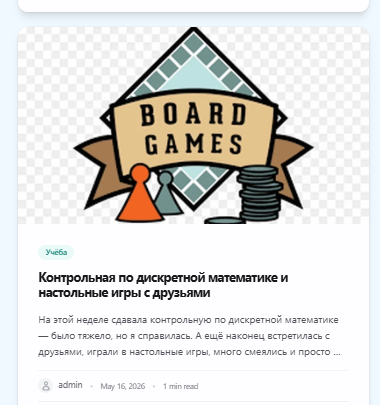 BOARD
GAMES
Учёба
Контрольная по дискретной математике и
настольные игры с друзьями
На этой неделе сдавала контрольную по дискретной математике
— было тяжело, но я справилась. А ещё наконец встретилась с
друзьями, играли в настольные игры, много смеялись и просто ...
admin • May 16, 2026 • 1 min read